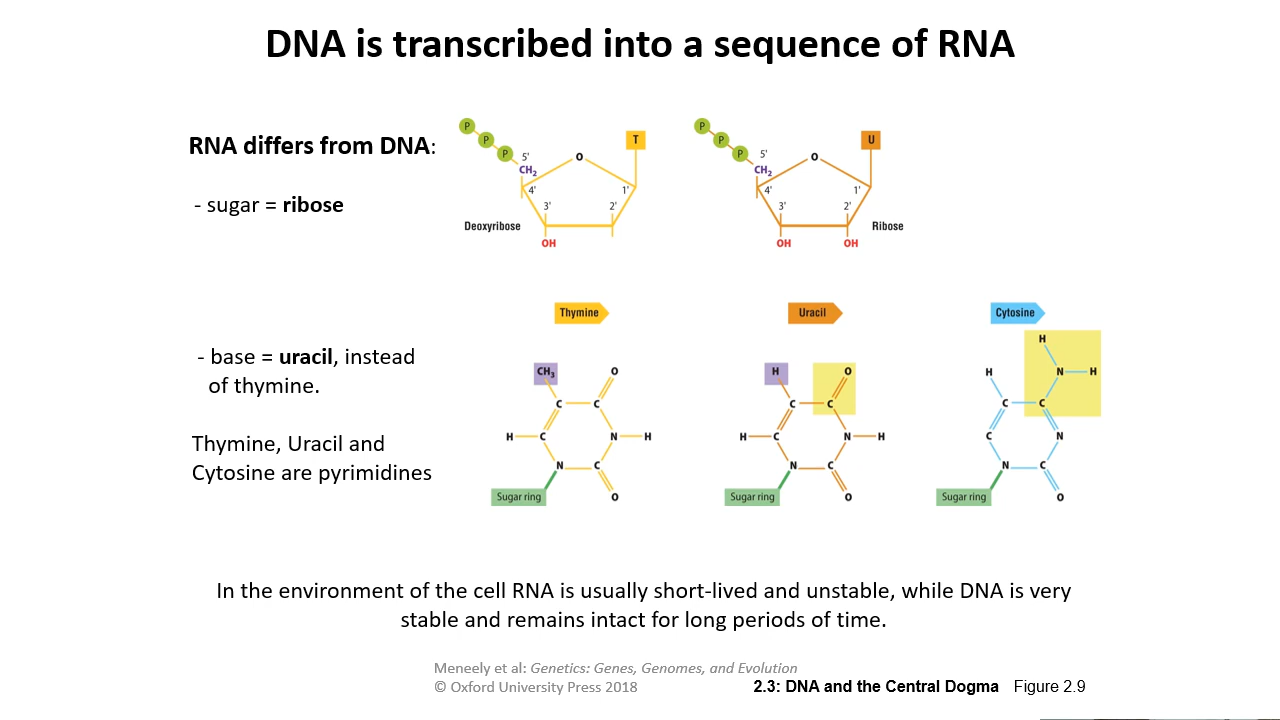 DNA is transcribed into a sequence of RNA
RNA differs from DNA:
- sugar = ribose
P
P
P
5'
CH₂
O
T
4'
1'
3'
2'
Deoxyribose
OH
P
P
P
5'
CH₂
O
U
4'
1'
3'
2'
Ribose
OH
OH
- base = uracil, instead
of thymine.
Thymine, Uracil and
Cytosine are pyrimidines
Thymine
CH₃
O
C
C
H
C
N
H
N
C
Sugar ring
O
Uracil
H
O
C
C
H
C
N
H
N
C
Sugar ring
O
Cytosine
H
H
N
H
C
C
C
N
N
C
Sugar ring
O
In the environment of the cell RNA is usually short-lived and unstable, while DNA is very
stable and remains intact for long periods of time.
Meneely et al: Genetics: Genes, Genomes, and Evolution
© Oxford University Press 2018
2.3: DNA and the Central Dogma Figure 2.9